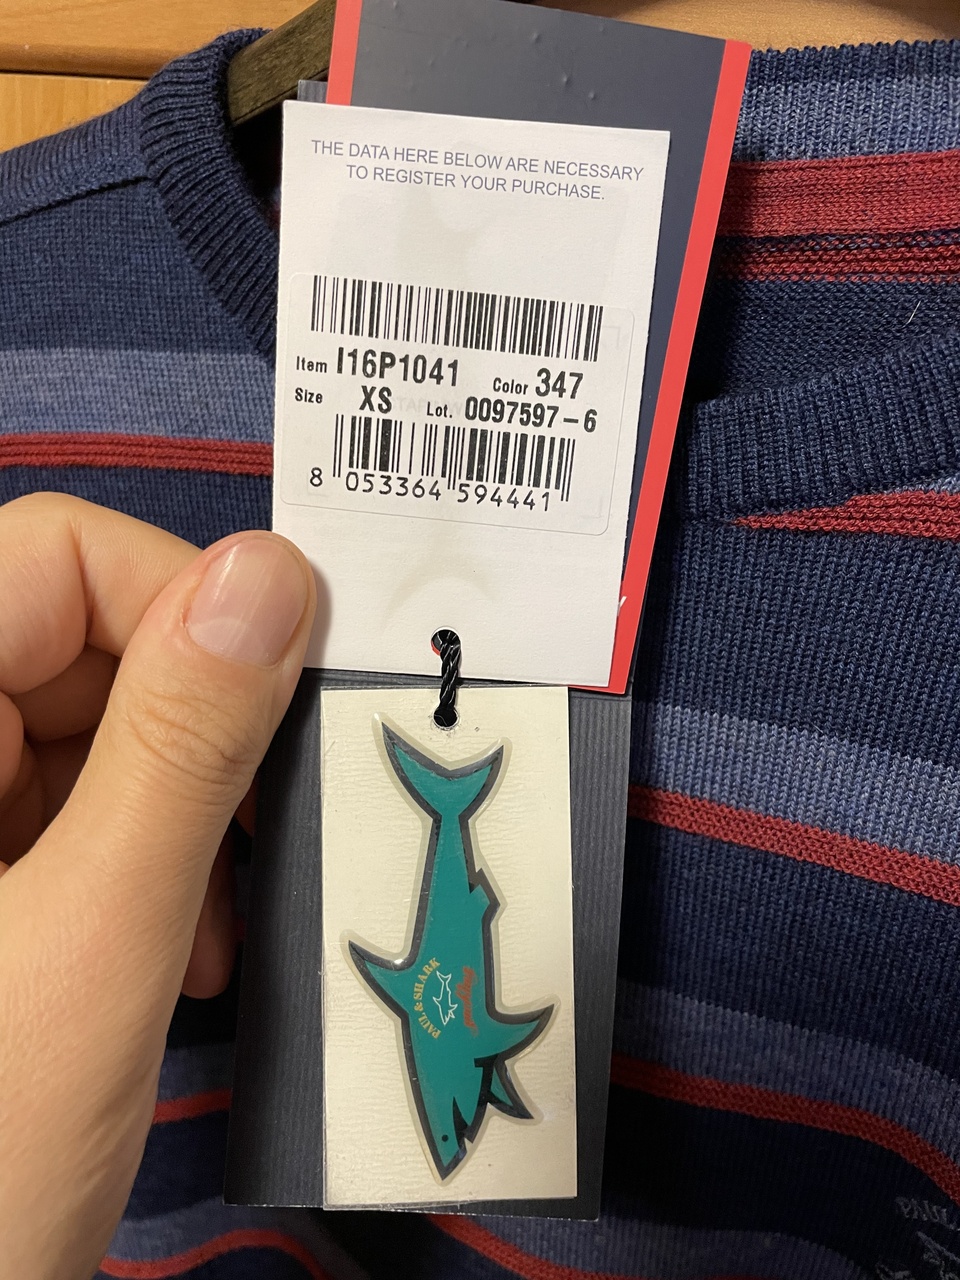 THE DATA HERE BELOW ARE NECESSARY
TO REGISTER YOUR PURCHASE.
Item I16P1041 Color 347
Size XS Lot. 0097597-6
8 053364 594441
PAUL & SHARK